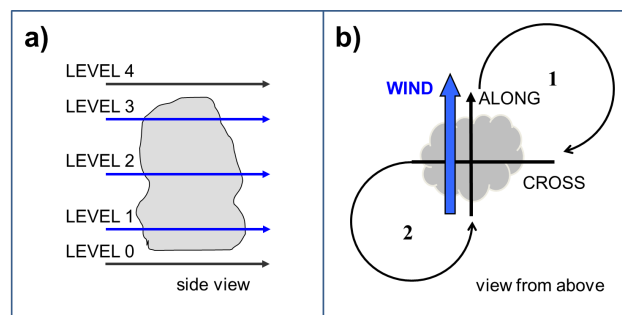 a)
LEVEL 4
LEVEL 3
LEVEL 2
LEVEL 1
LEVEL 0
side view
b)
1
WIND
ALONG
CROSS
2
view from above